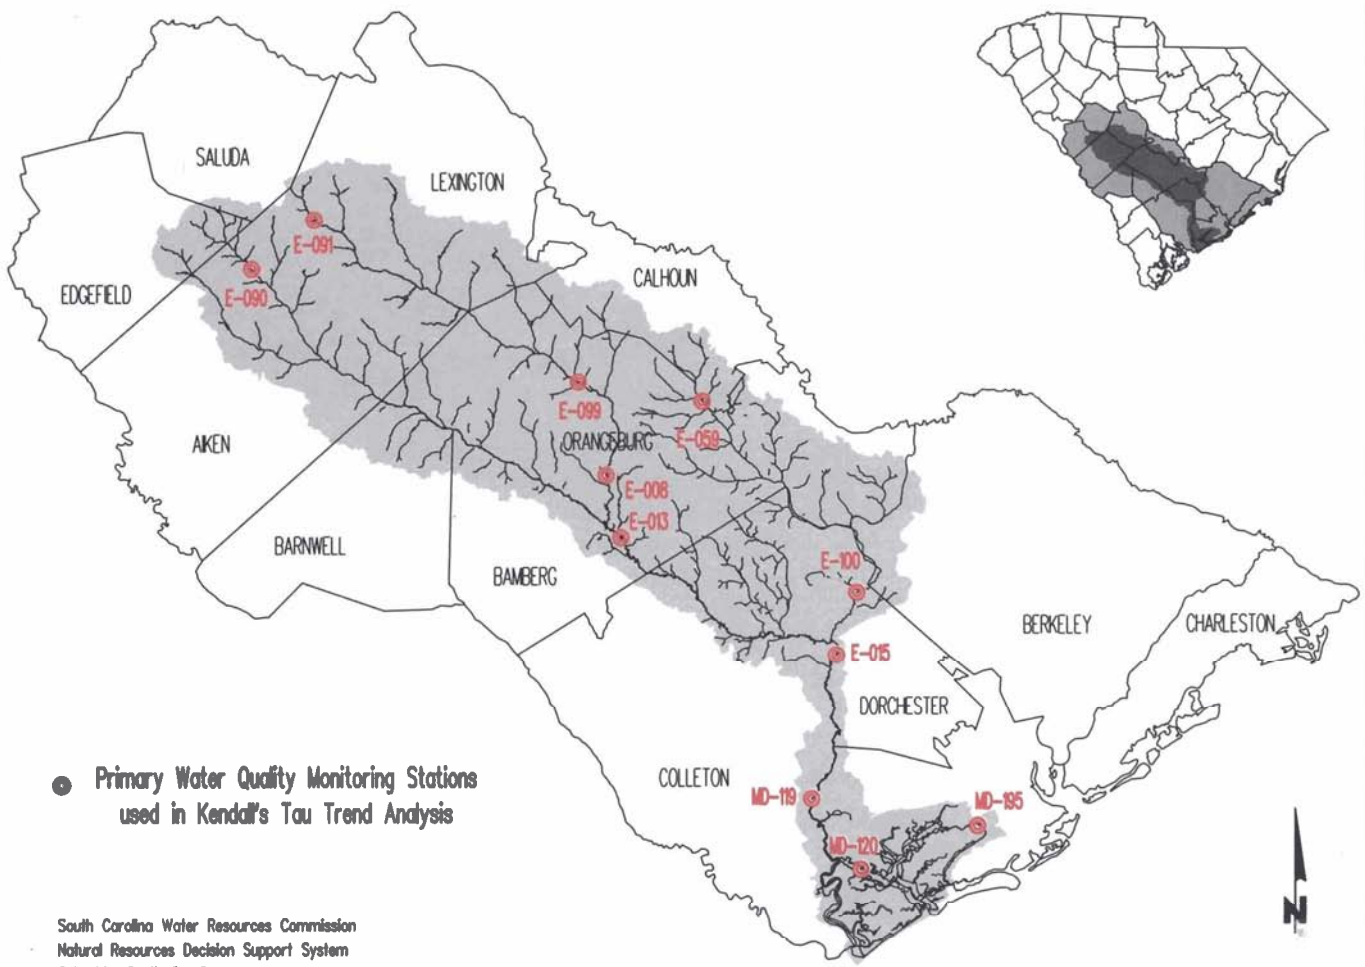 SALUDA
LEXINGTON
E-091
CALHOUN
EDGEFIELD
E-090
E-099
AIKEN
ORANGEBURG
E-059
E-008
E-013
BARNWELL
BAMBERG
E-100
BERKELEY
CHARLESTON
E-015
DORCHESTER
COLLETON
Primary Water Quality Monitoring Stations
used in Kendall's Tau Trend Analysis
MD-119
MD-195
MD-120
N
South Carolina Water Resources Commission
Natural Resources Decision Support System